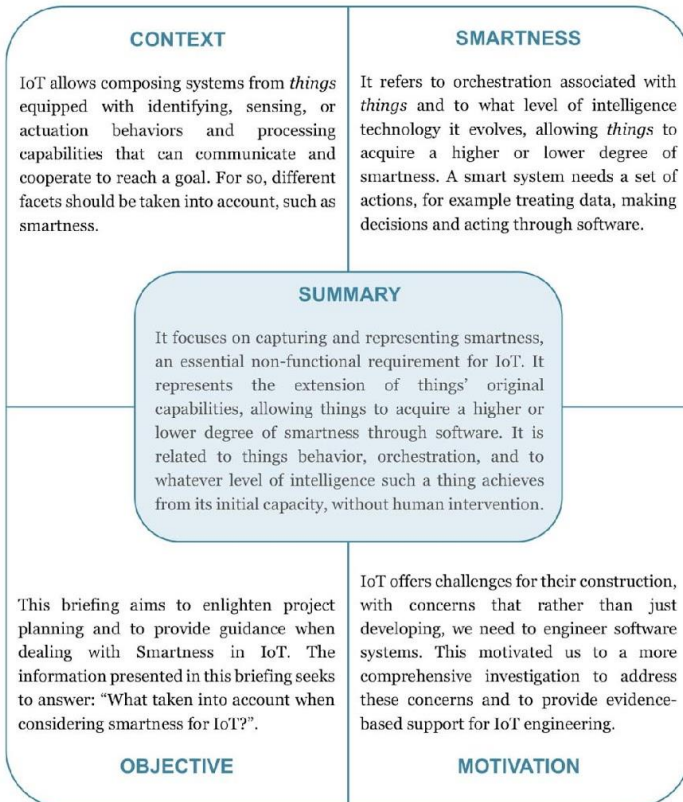 CONTEXT
IoT allows composing systems from things
equipped with identifying, sensing, or
actuation behaviors and processing
capabilities that can communicate and
cooperate to reach a goal. For so, different
facets should be taken into account, such as
smartness.
SMARTNESS
It refers to orchestration associated with
things and to what level of intelligence
technology it evolves, allowing things to
acquire a higher or lower degree of
smartness. A smart system needs a set of
actions, for example treating data, making
decisions and acting through software.
SUMMARY
It focuses on capturing and representing smartness,
an essential non-functional requirement for IoT. It
represents the extension of things' original
capabilities, allowing things to acquire a higher or
lower degree of smartness through software. It is
related to things behavior, orchestration, and to
whatever level of intelligence such a thing achieves
from its initial capacity, without human intervention.
This briefing aims to enlighten project
planning and to provide guidance when
dealing with Smartness in IoT. The
information presented in this briefing seeks
to answer: “What taken into account when
considering smartness for IoT?”.
OBJECTIVE
IoT offers challenges for their construction,
with concerns that rather than just
developing, we need to engineer software
systems. This motivated us to a more
comprehensive investigation to address
these concerns and to provide evidence-
based support for IoT engineering.
MOTIVATION